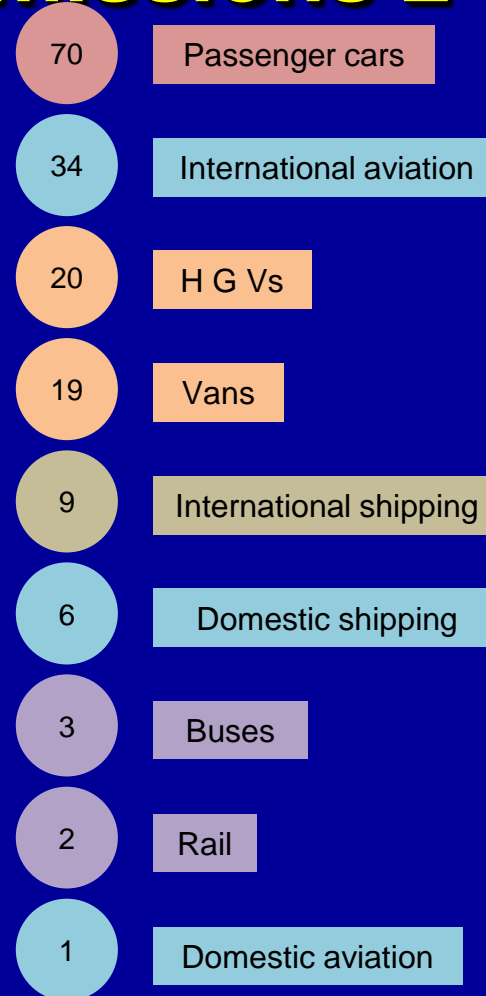 70 Passenger cars
34 International aviation
20 H G Vs
19 Vans
9 International shipping
6 Domestic shipping
3 Buses
2 Rail
1 Domestic aviation